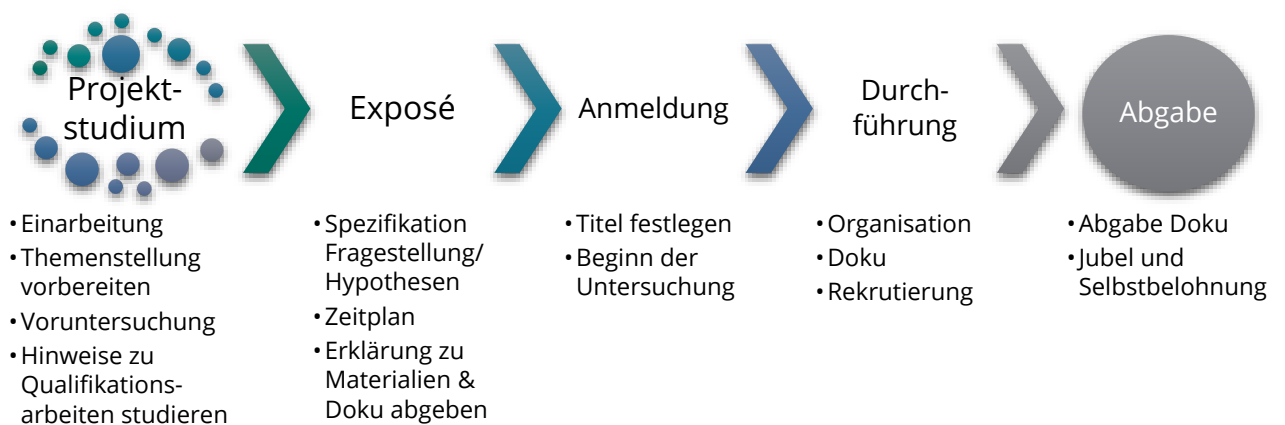 Projekt-
studium
Exposé
Anmeldung
Durch-
führung
Abgabe
•Einarbeitung
•Themenstellung
vorbereiten
•Voruntersuchung
•Hinweise zu
Qualifikations-
arbeiten studieren
•Spezifikation
Fragestellung/
Hypothesen
•Zeitplan
•Erklärung zu
Materialien &
Doku abgeben
•Titel festlegen
•Beginn der
Untersuchung
•Organisation
•Doku
•Rekrutierung
•Abgabe Doku
•Jubel und
Selbstbelohnung